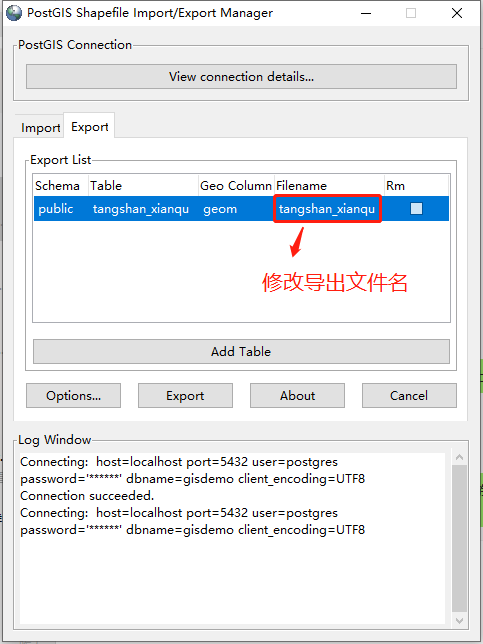 PostGIS Shapefile Import/Export Manager
PostGIS Connection
View connection details...
Import Export
Export List
Schema Table Geo Column Filename Rm
public tangshan_xianqu geom tangshan_xianqu
修改导出文件名
Add Table
Options... Export About Cancel
Log Window
Connecting: host=localhost port=5432 user=postgres
password='******' dbname=gisdemo client_encoding=UTF8
Connection succeeded.
Connecting: host=localhost port=5432 user=postgres
password='******' dbname=gisdemo client_encoding=UTF8